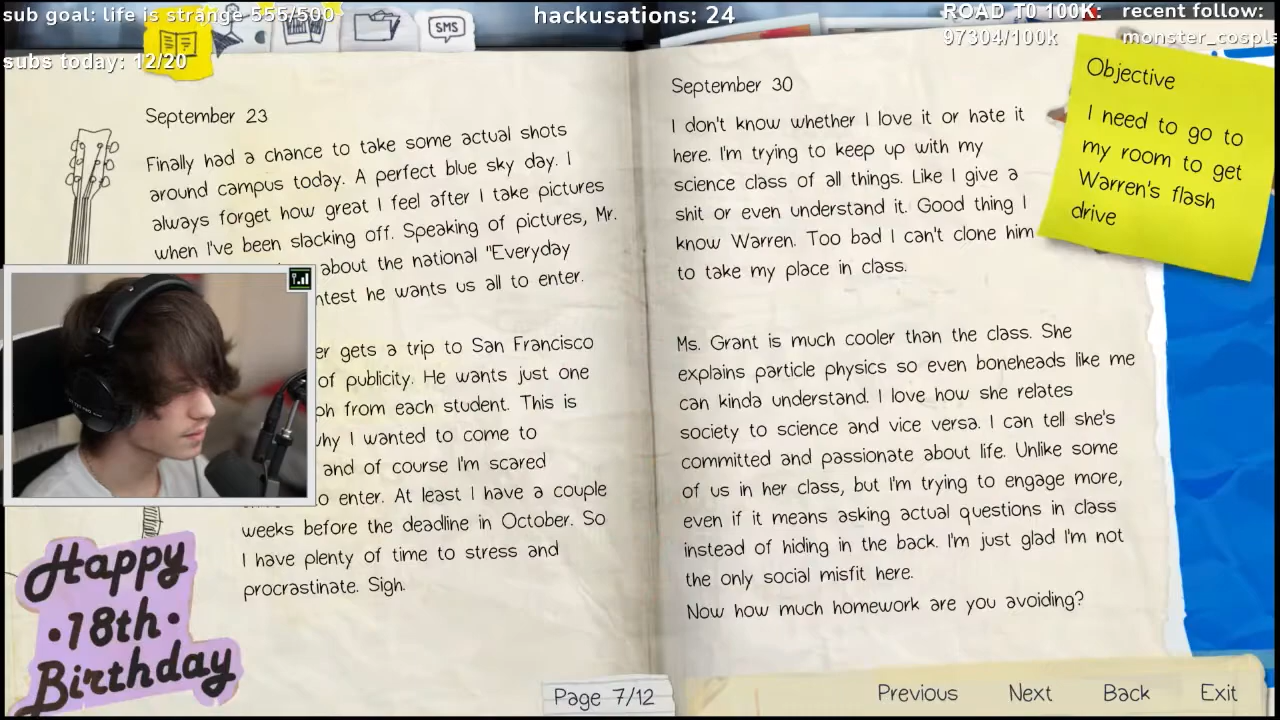 sub goal: life is strange 555/500
subs today: 12/20
hackusations: 24
ROAD T0 100K:
97304/100k
recent follow:
monster_cospl
SMS
September 23
Finally had a chance to take some actual shots
around campus today. A perfect blue sky day. I
always forget how great I feel after I take pictures
when I've been slacking off. Speaking of pictures, Mr.
about the national "Everyday
ntest he wants us all to enter.
er gets a trip to San Francisco
of publicity. He wants just one
ph from each student. This is
hy I wanted to come to
and of course I'm scared
o enter. At least I have a couple
weeks before the deadline in October. So
I have plenty of time to stress and
procrastinate. Sigh.
Happy
•18th•
Birthday
September 30
I don't know whether I love it or hate it
here. I'm trying to keep up with my
science class of all things. Like I give a
shit or even understand it. Good thing I
know Warren. Too bad I can't clone him
to take my place in class.
Ms. Grant is much cooler than the class. She
explains particle physics so even boneheads like me
can kinda understand. I love how she relates
society to science and vice versa. I can tell she's
committed and passionate about life. Unlike some
of us in her class, but I'm trying to engage more,
even if it means asking actual questions in class
instead of hiding in the back. I'm just glad I'm not
the only social misfit here.
Now how much homework are you avoiding?
Objective
I need to go to
my room to get
Warren's flash
drive
Page 7/12
Previous
Next
Back
Exit